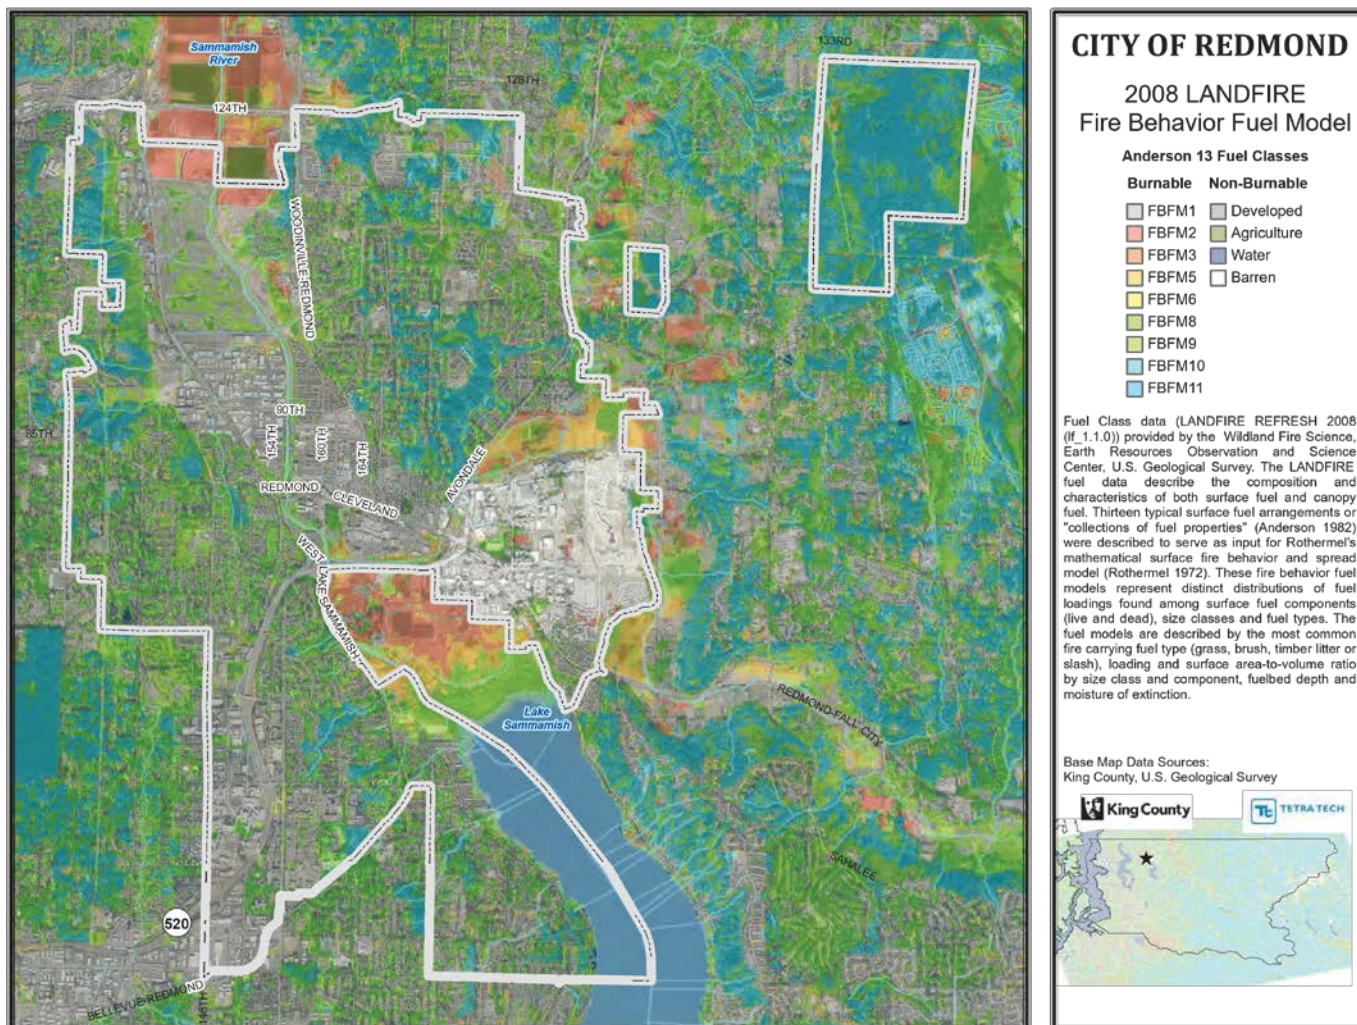 Sammamish
River
133RD
128TH
124TH
WOODINVILLE-REDMOND
85TH
90TH
154TH
160TH
164TH
AVONDALE
REDMOND
CLEVELAND
WEST LAKE SAMMAMISH
Lake
Sammamish
REDMOND-FALL CITY
SAHALEE
520
BELLEVUE-REDMOND
148TH
CITY OF REDMOND
2008 LANDFIRE
Fire Behavior Fuel Model
Anderson 13 Fuel Classes
Burnable Non-Burnable
FBFM1 Developed
FBFM2 Agriculture
FBFM3 Water
FBFM5 Barren
FBFM6
FBFM8
FBFM9
FBFM10
FBFM11
Fuel Class data (LANDFIRE REFRESH 2008
(lf_1.1.0)) provided by the Wildland Fire Science,
Earth Resources Observation and Science
Center, U.S. Geological Survey. The LANDFIRE
fuel data describe the composition and
characteristics of both surface fuel and canopy
fuel. Thirteen typical surface fuel arrangements or
"collections of fuel properties" (Anderson 1982)
were described to serve as input for Rothermel's
mathematical surface fire behavior and spread
model (Rothermel 1972). These fire behavior fuel
models represent distinct distributions of fuel
loadings found among surface fuel components
(live and dead), size classes and fuel types. The
fuel models are described by the most common
fire carrying fuel type (grass, brush, timber litter or
slash), loading and surface area-to-volume ratio
by size class and component, fuelbed depth and
moisture of extinction.
Base Map Data Sources:
King County, U.S. Geological Survey
King County
Tt TETRA TECH